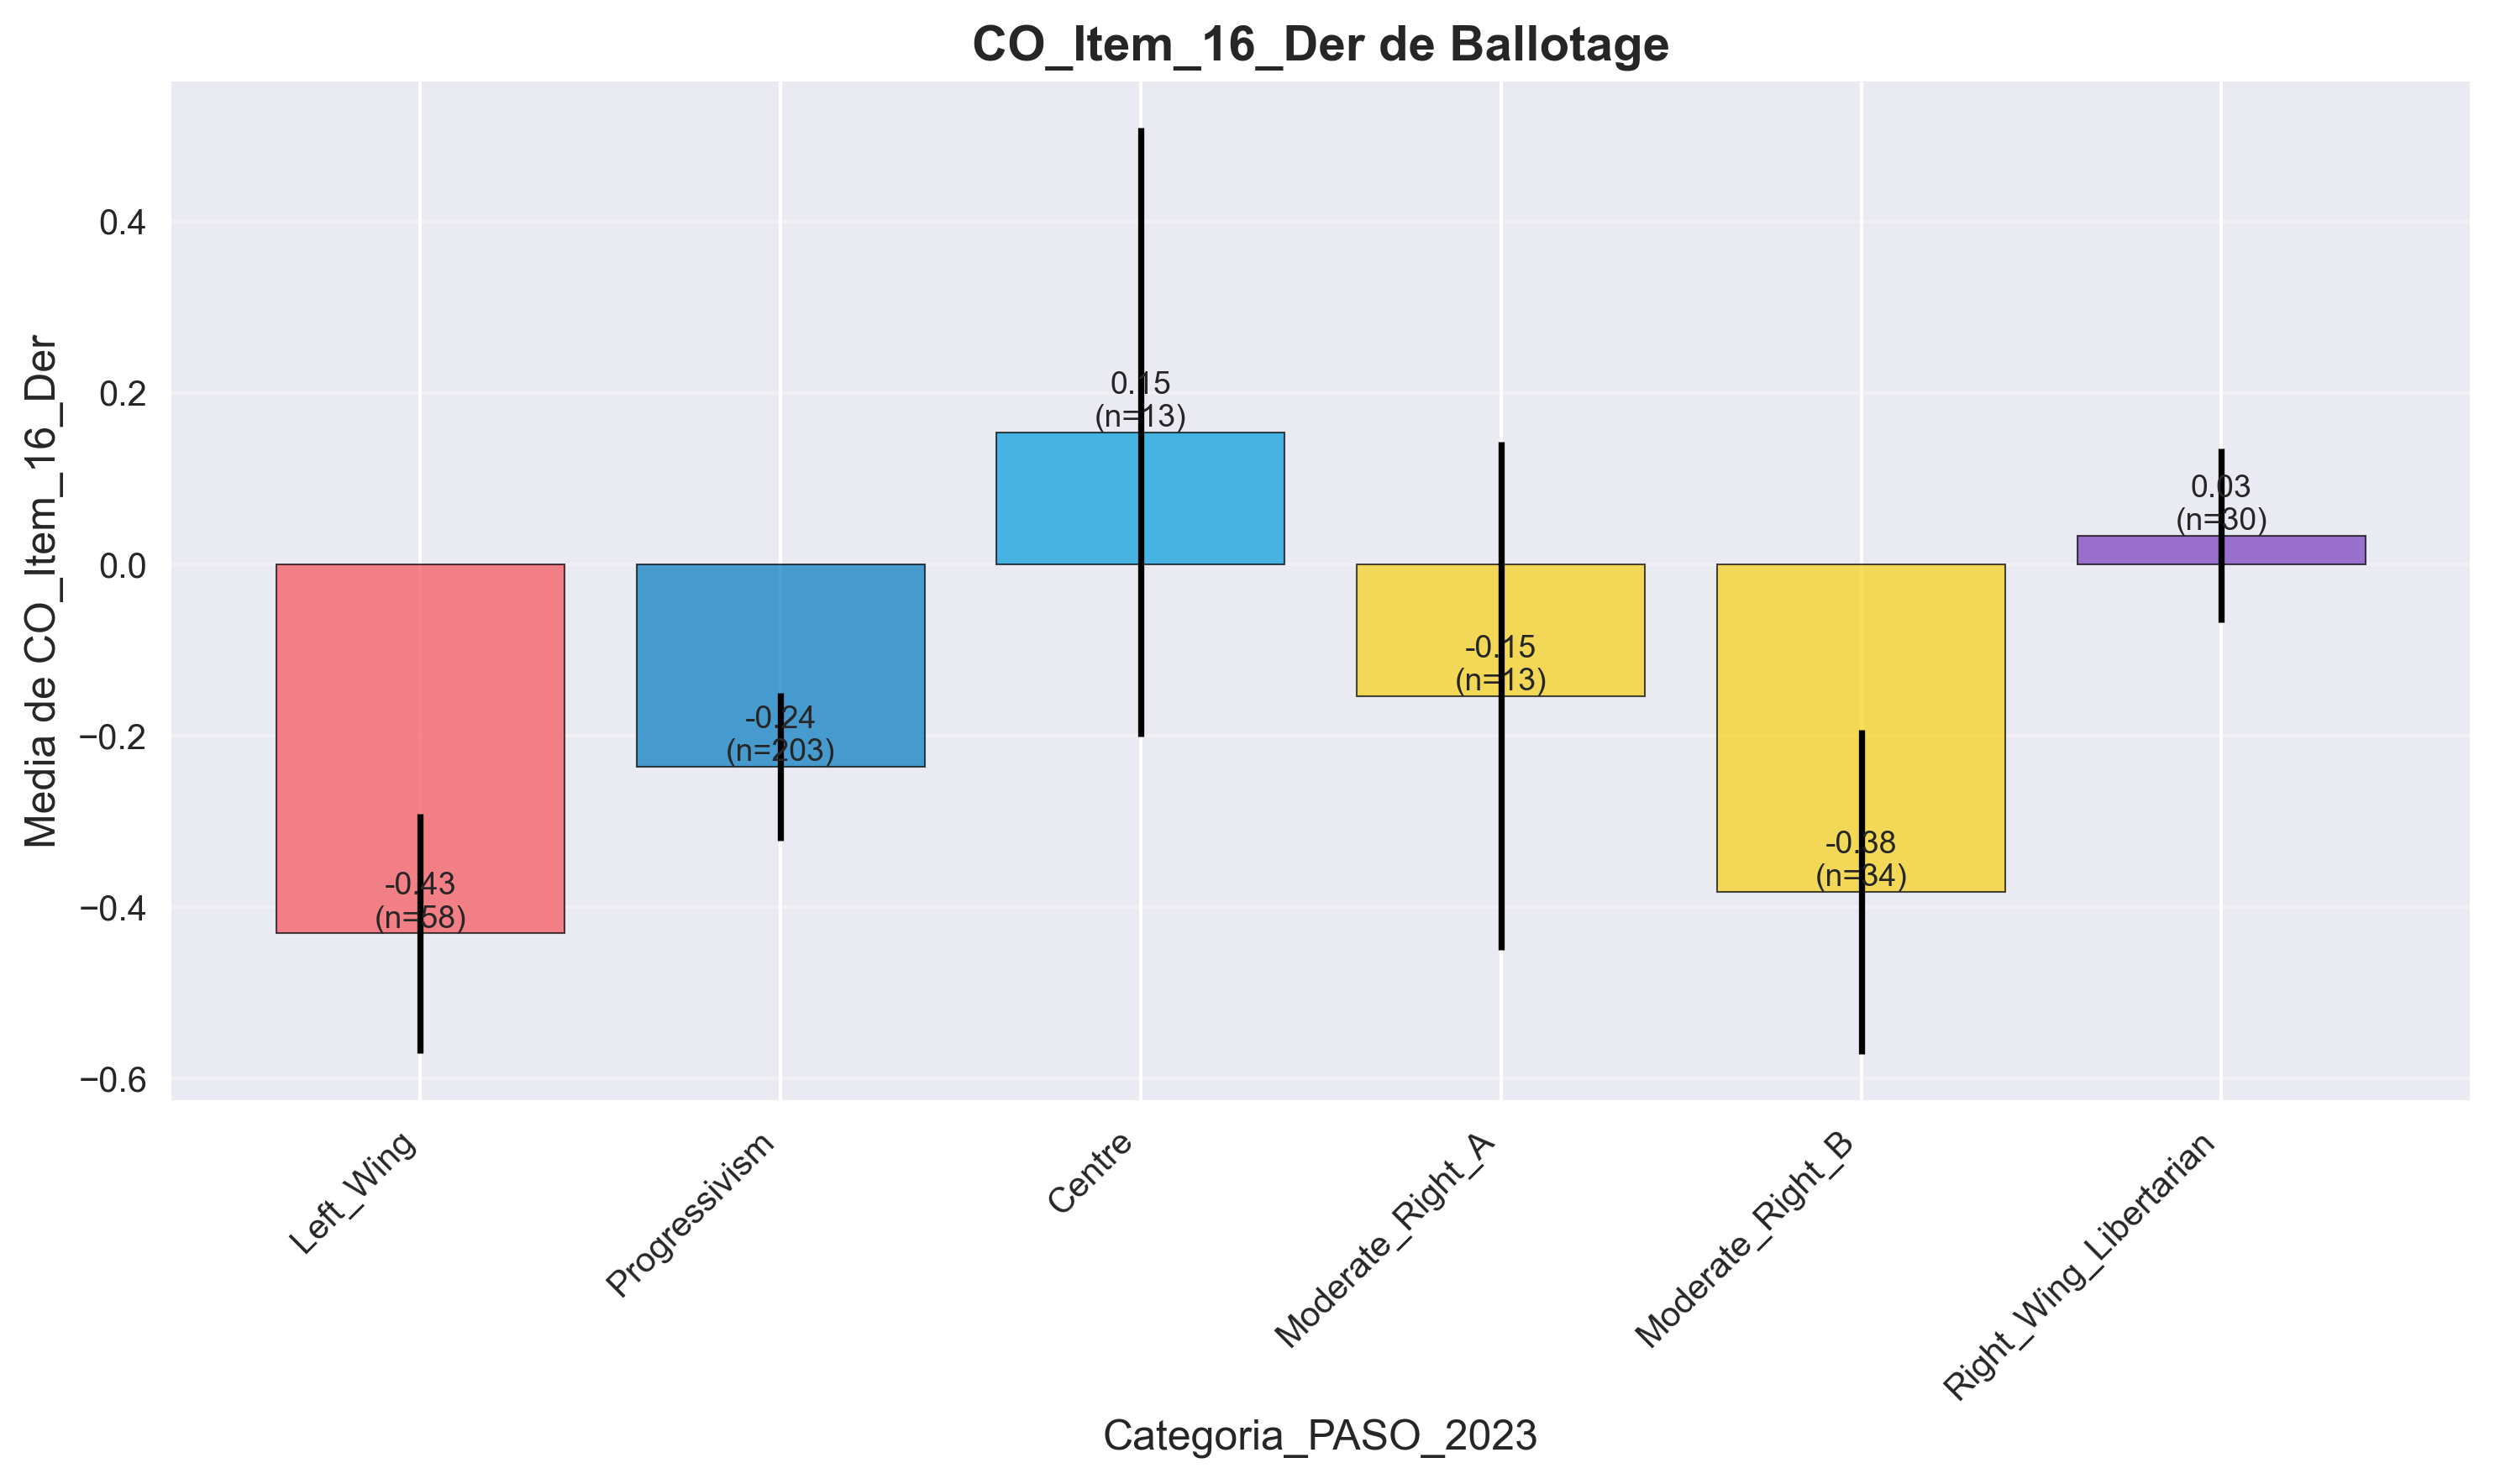 CO_Item_16_Der de Ballotage
Media de CO_Item_16_Der
0.4
0.2
0.0
−0.2
−0.4
−0.6
-0.43
(n=58)
-0.24
(n=203)
0.15
(n=13)
-0.15
(n=13)
-0.38
(n=34)
0.03
(n=30)
Left_Wing
Progressivism
Centre
Moderate_Right_A
Moderate_Right_B
Right_Wing_Libertarian
Categoria_PASO_2023